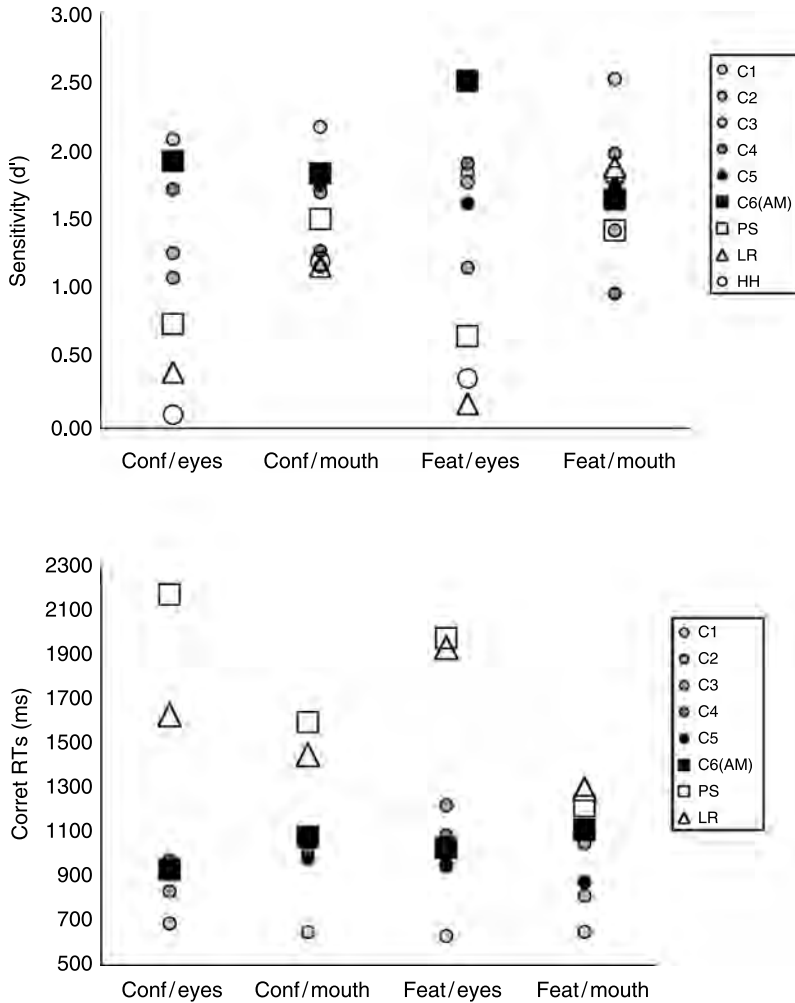 3.00
2.50
2.00
1.50
1.00
0.50
0.00
Sensitivity (d')
Conf/eyes Conf/mouth Feat/eyes Feat/mouth
C1
C2
C3
C4
C5
C6(AM)
PS
LR
HH
2300
2100
1900
1700
1500
1300
1100
900
700
500
Corret RTs (ms)
Conf/eyes Conf/mouth Feat/eyes Feat/mouth
C1
C2
C3
C4
C5
C6(AM)
PS
LR